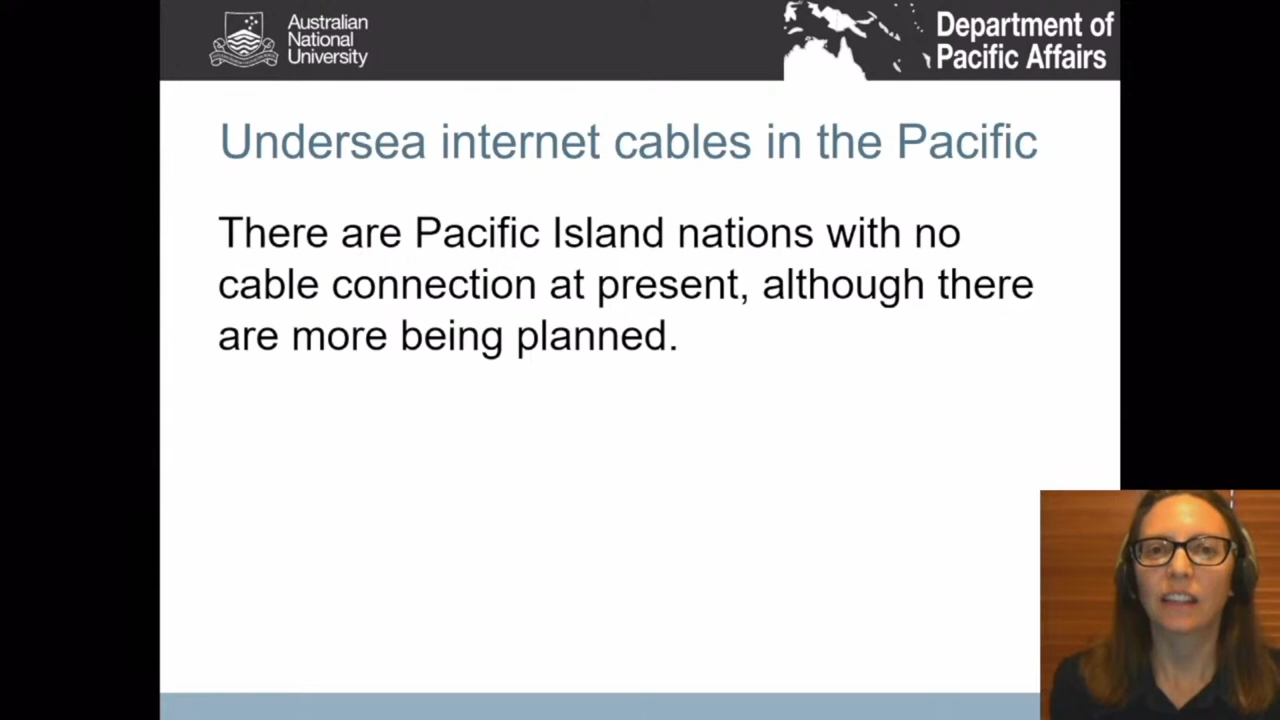 Australian
National
University
Department of
Pacific Affairs
Undersea internet cables in the Pacific
There are Pacific Island nations with no
cable connection at present, although there
are more being planned.